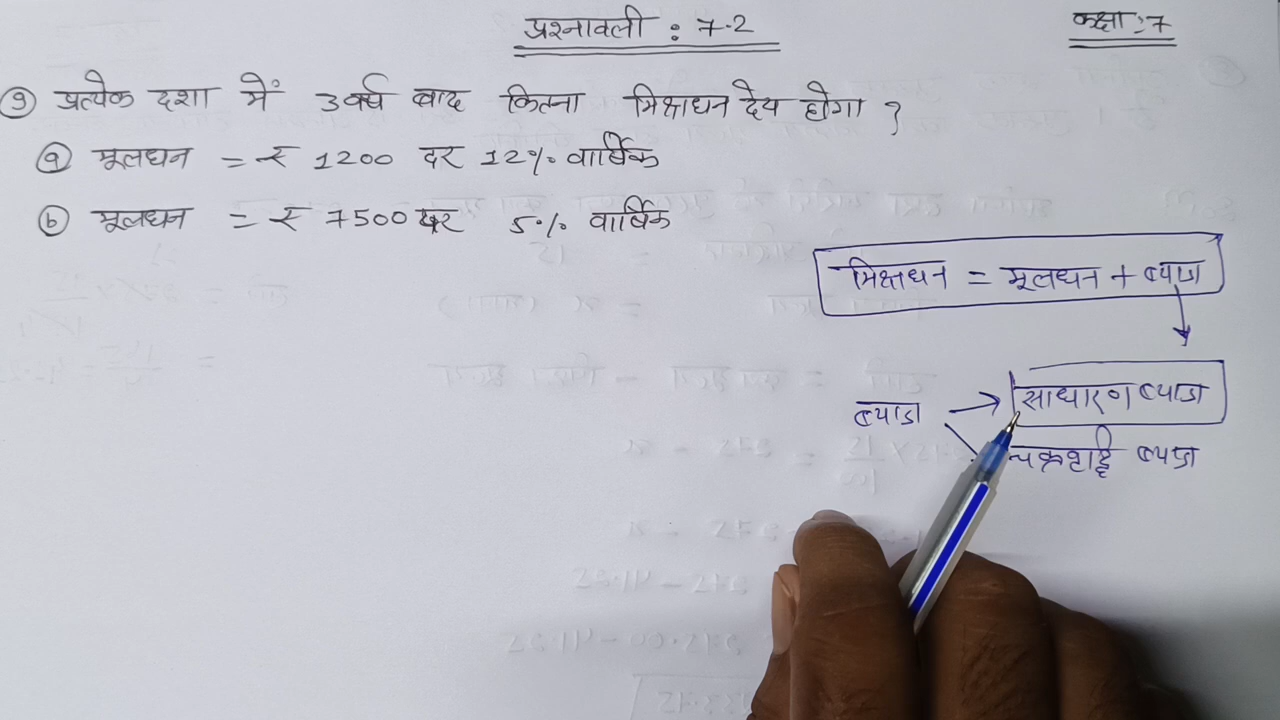 प्रश्नावली : 7.2
कक्षा : 7
9 प्रत्येक दशा में 3 वर्ष बाद कितना मिश्रधन देय होगा ?
a मूलधन = ₹ 1200 दर 12% वार्षिक
b मूलधन = ₹ 7500 दर 5% वार्षिक
मिश्रधन = मूलधन + ब्याज
साधारण ब्याज
ब्याज
चक्रवृद्धि ब्याज